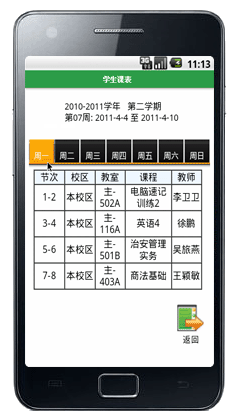 3G 11:13
学生课表
2010-2011学年 第二学期
第07周: 2011-4-4 至 2011-4-10
周一 周二 周三 周四 周五 周六 周日
节次 校区 教室 课程 教师
1-2 本校区 主-502A 电脑速记训练2 李卫卫
3-4 本校区 主-116A 英语4 徐鹏
5-6 本校区 主-501B 治安管理实务 吴旅燕
7-8 本校区 主-403A 商法基础 王颖敏
返回